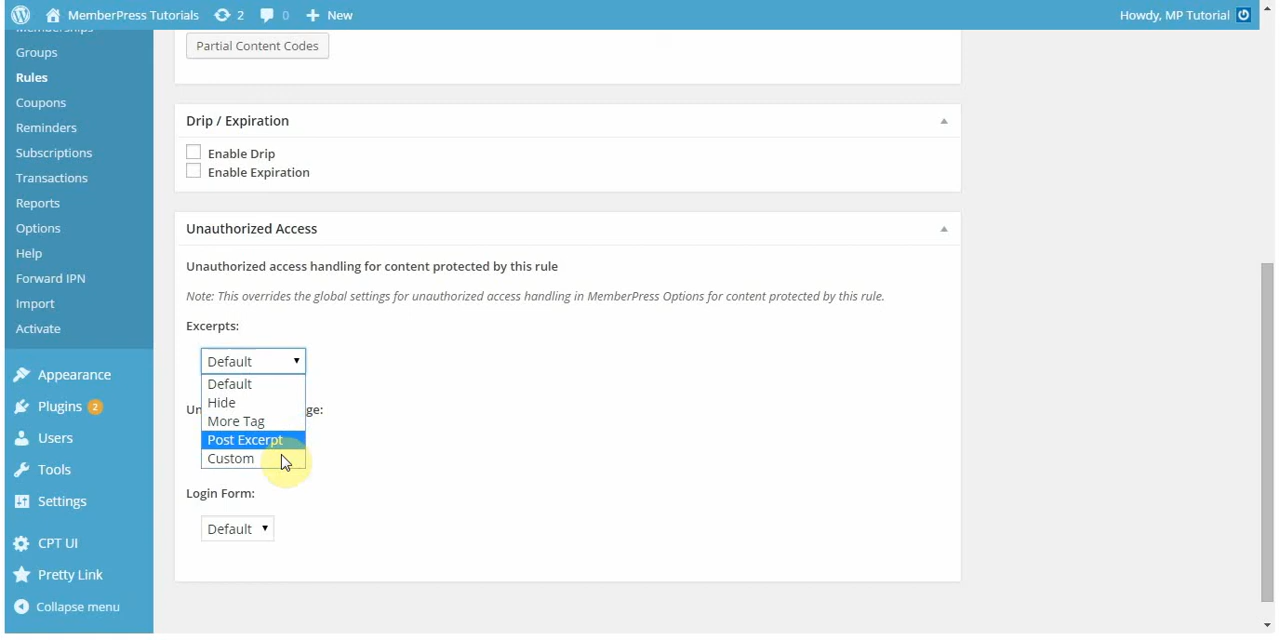 MemberPress Tutorials 2 0 New Howdy, MP Tutorial
Memberships
Groups
Rules
Coupons
Reminders
Subscriptions
Transactions
Reports
Options
Help
Forward IPN
Import
Activate
Appearance
Plugins 2
Users
Tools
Settings
CPT UI
Pretty Link
Collapse menu
Partial Content Codes
Drip / Expiration
Enable Drip
Enable Expiration
Unauthorized Access
Unauthorized access handling for content protected by this rule
Note: This overrides the global settings for unauthorized access handling in MemberPress Options for content protected by this rule.
Excerpts:
Default
Default
Hide
More Tag
Post Excerpt
Custom
Login Form:
Default